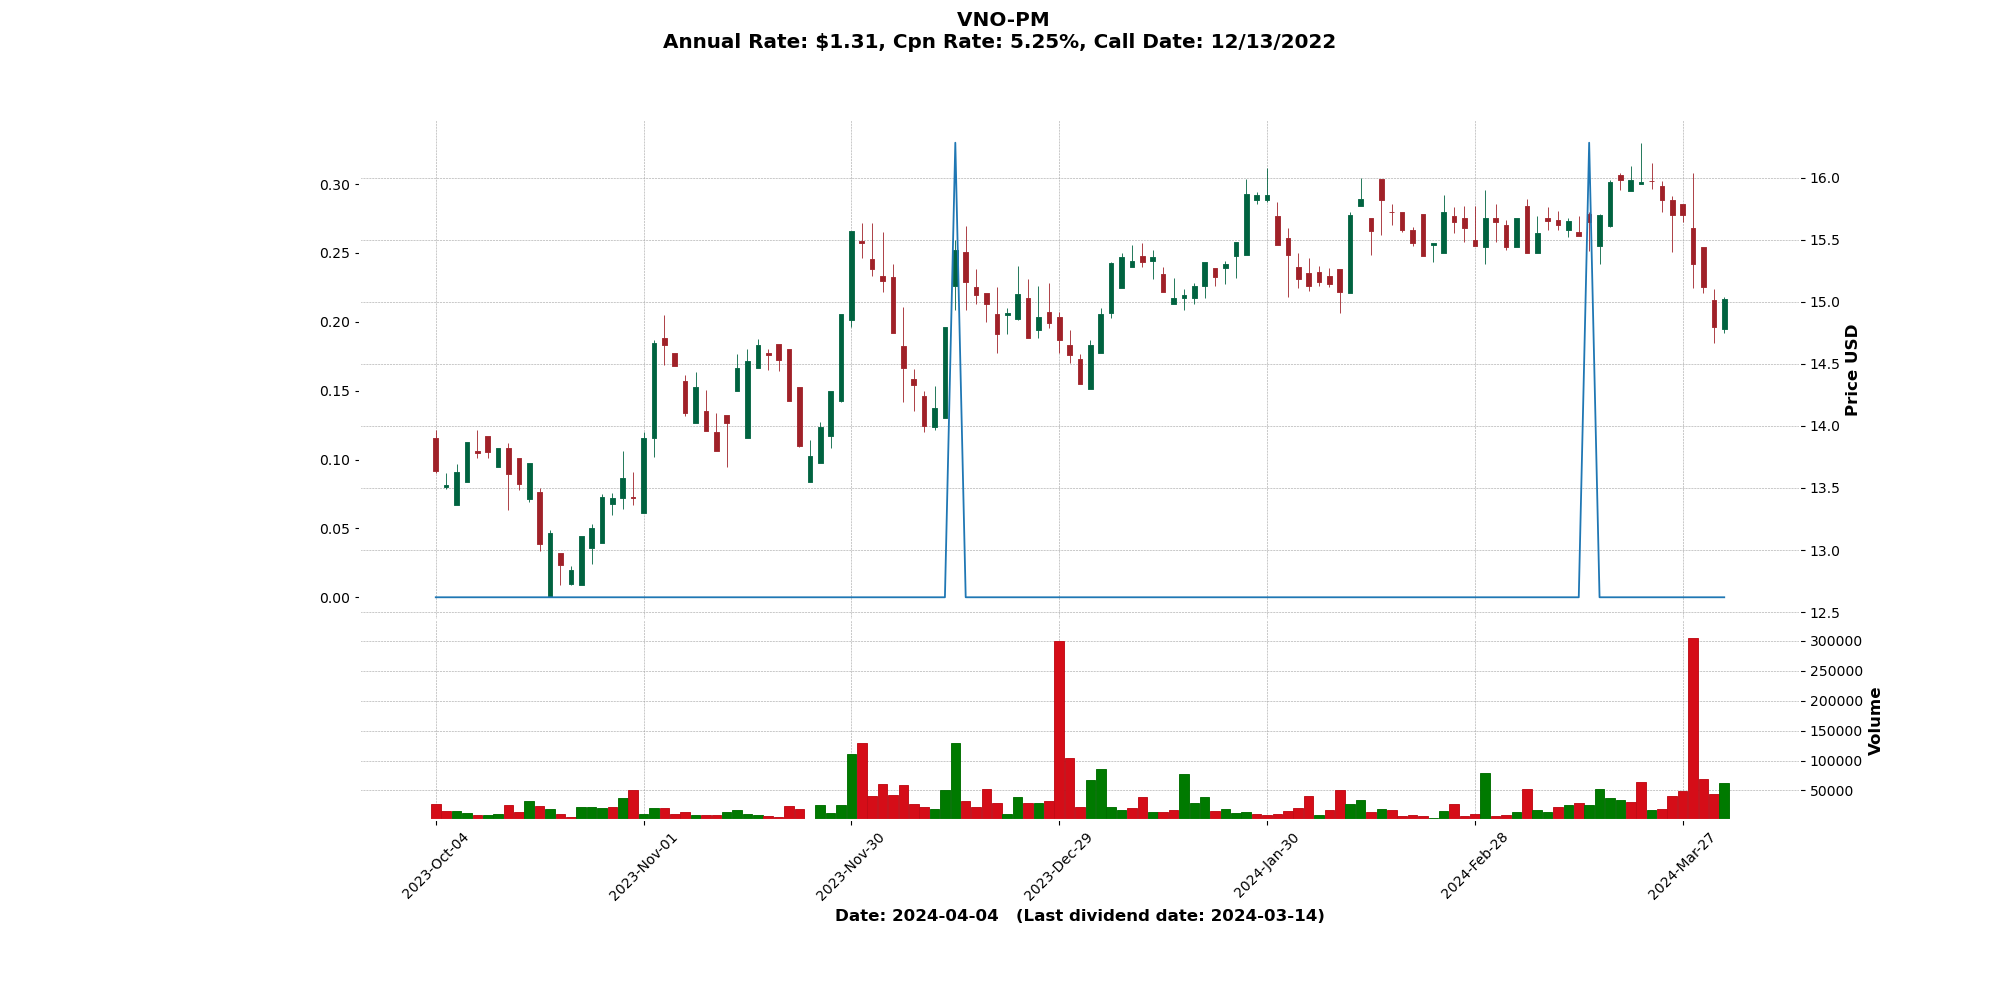 VNO-PM
Annual Rate: $1.31, Cpn Rate: 5.25%, Call Date: 12/13/2022
0.30
0.25
0.20
0.15
0.10
0.05
0.00
16.0
15.5
15.0
14.5
14.0
13.5
13.0
12.5
Price USD
300000
250000
200000
150000
100000
50000
Volume
2023-Oct-04
2023-Nov-01
2023-Nov-30
2023-Dec-29
2024-Jan-30
2024-Feb-28
2024-Mar-27
Date: 2024-04-04   (Last dividend date: 2024-03-14)